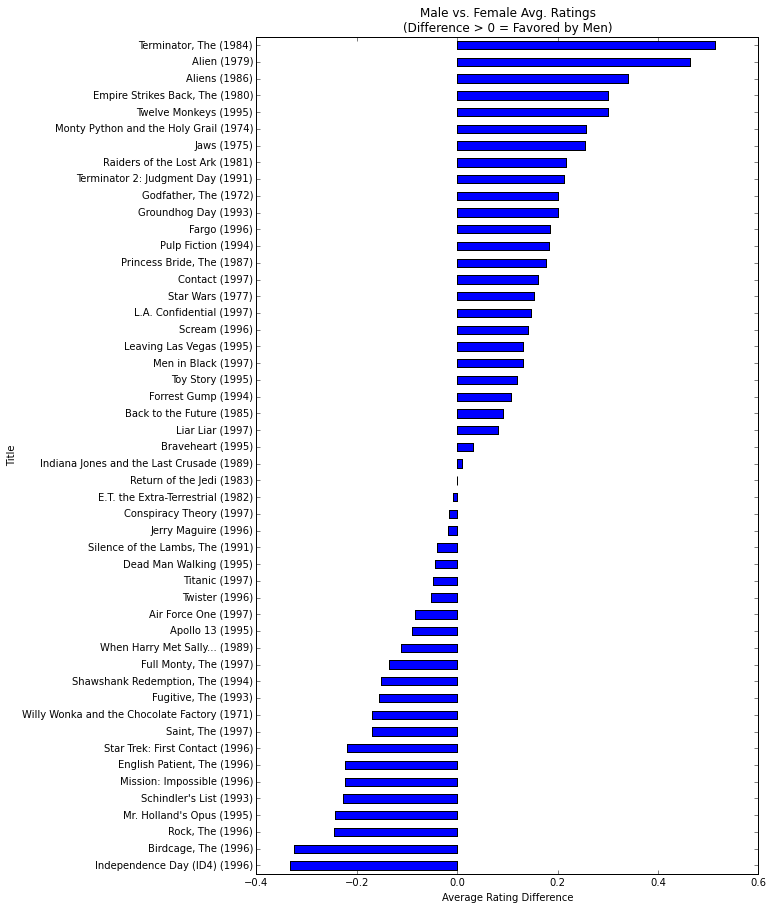 Male vs. Female Avg. Ratings
(Difference > 0 = Favored by Men)
Terminator, The (1984)
Alien (1979)
Aliens (1986)
Empire Strikes Back, The (1980)
Twelve Monkeys (1995)
Monty Python and the Holy Grail (1974)
Jaws (1975)
Raiders of the Lost Ark (1981)
Terminator 2: Judgment Day (1991)
Godfather, The (1972)
Groundhog Day (1993)
Fargo (1996)
Pulp Fiction (1994)
Princess Bride, The (1987)
Contact (1997)
Star Wars (1977)
L.A. Confidential (1997)
Scream (1996)
Leaving Las Vegas (1995)
Men in Black (1997)
Toy Story (1995)
Forrest Gump (1994)
Back to the Future (1985)
Liar Liar (1997)
Braveheart (1995)
Title
Indiana Jones and the Last Crusade (1989)
Return of the Jedi (1983)
E.T. the Extra-Terrestrial (1982)
Conspiracy Theory (1997)
Jerry Maguire (1996)
Silence of the Lambs, The (1991)
Dead Man Walking (1995)
Titanic (1997)
Twister (1996)
Air Force One (1997)
Apollo 13 (1995)
When Harry Met Sally... (1989)
Full Monty, The (1997)
Shawshank Redemption, The (1994)
Fugitive, The (1993)
Willy Wonka and the Chocolate Factory (1971)
Saint, The (1997)
Star Trek: First Contact (1996)
English Patient, The (1996)
Mission: Impossible (1996)
Schindler's List (1993)
Mr. Holland's Opus (1995)
Rock, The (1996)
Birdcage, The (1996)
Independence Day (ID4) (1996)
−0.4 −0.2 0.0 0.2 0.4 0.6
Average Rating Difference